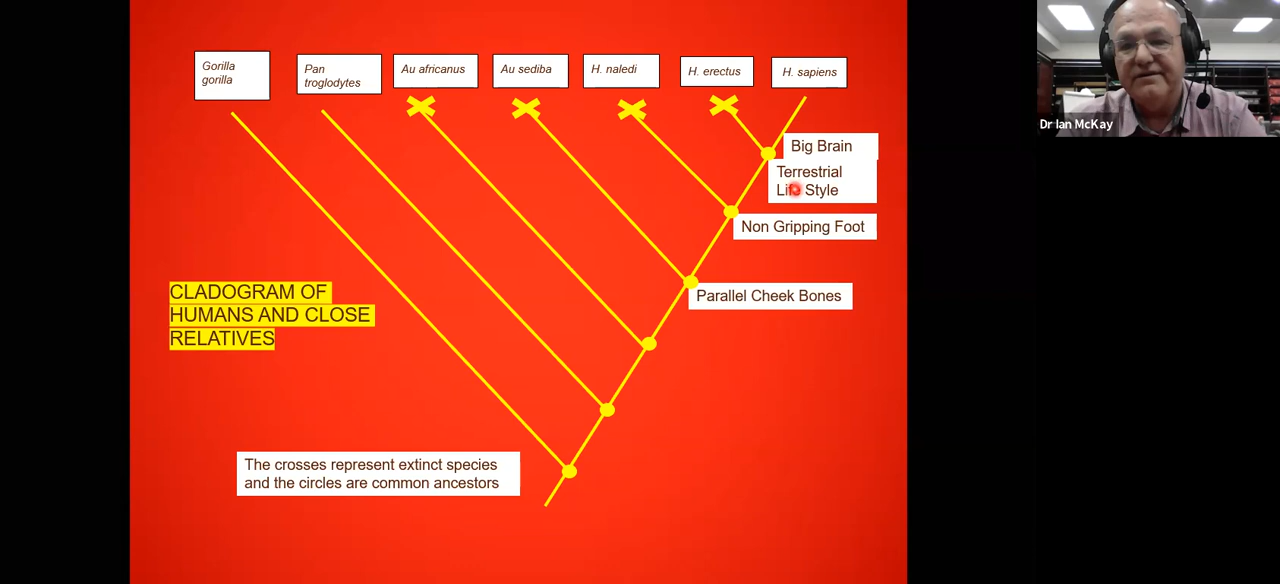 Gorilla
gorilla
Pan
troglodytes
Au africanus
Au sediba
H. naledi
H. erectus
H. sapiens
Dr Ian McKay
Big Brain
Terrestrial
Life Style
Non Gripping Foot
Parallel Cheek Bones
CLADOGRAM OF
HUMANS AND CLOSE
RELATIVES
The crosses represent extinct species
and the circles are common ancestors